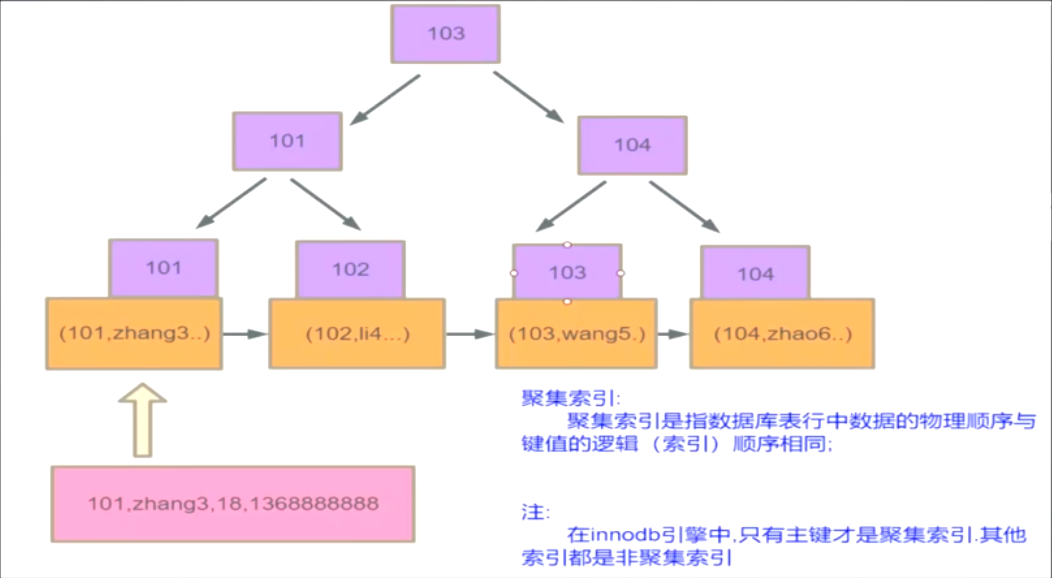 103
101
104
101
102
103
104
(101,zhang3..)
(102,li4...)
(103,wang5.)
(104,zhao6..)
聚集索引:
聚集索引是指数据库表行中数据的物理顺序与
键值的逻辑（索引）顺序相同;
101,zhang3,18,1368888888
注:
在innodb引擎中,只有主键才是聚集索引.其他
索引都是非聚集索引